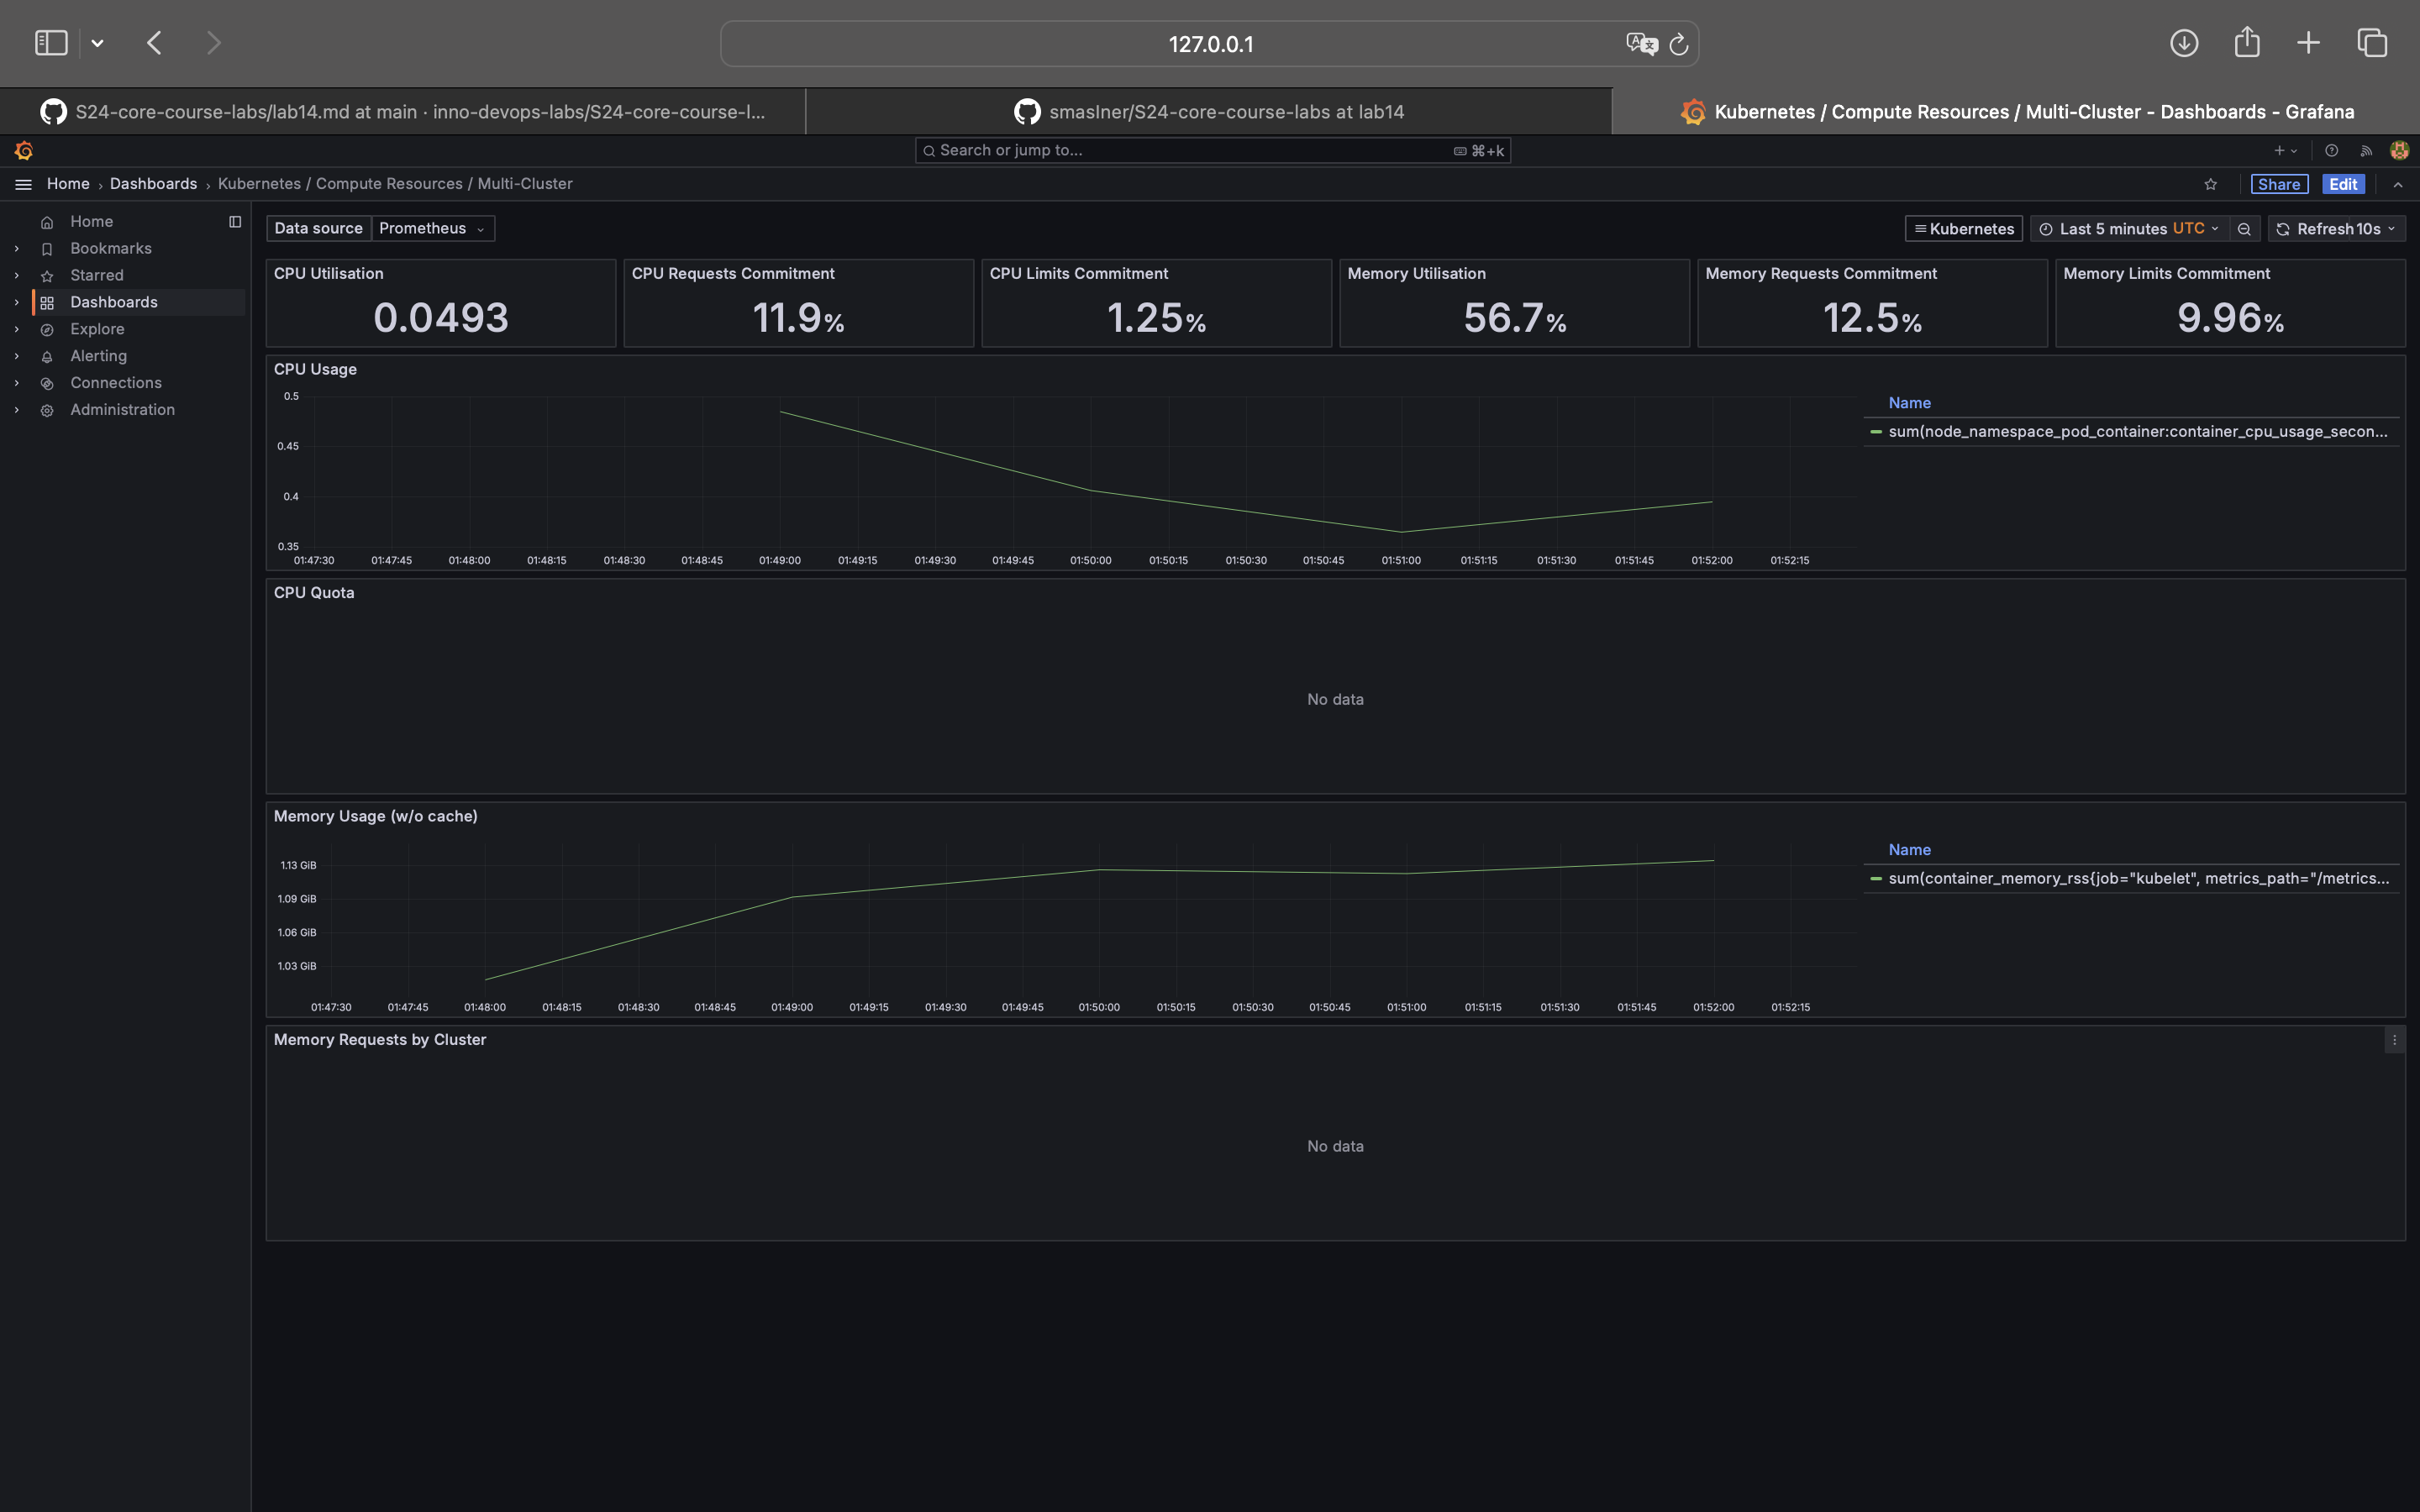 127.0.0.1
S24-core-course-labs/lab14.md at main · inno-devops-labs/S24-core-course-l...
smaslner/S24-core-course-labs at lab14
Kubernetes / Compute Resources / Multi-Cluster - Dashboards - Grafana
Search or jump to...
⌘+k
Home › Dashboards › Kubernetes / Compute Resources / Multi-Cluster
Share
Edit
Home
Bookmarks
Starred
Dashboards
Explore
Alerting
Connections
Administration
Data source Prometheus
Kubernetes
Last 5 minutes UTC
Refresh 10s
CPU Utilisation
0.0493
CPU Requests Commitment
11.9%
CPU Limits Commitment
1.25%
Memory Utilisation
56.7%
Memory Requests Commitment
12.5%
Memory Limits Commitment
9.96%
CPU Usage
0.5
0.45
0.4
0.35
01:47:30 01:47:45 01:48:00 01:48:15 01:48:30 01:48:45 01:49:00 01:49:15 01:49:30 01:49:45 01:50:00 01:50:15 01:50:30 01:50:45 01:51:00 01:51:15 01:51:30 01:51:45 01:52:00 01:52:15
Name
sum(node_namespace_pod_container:container_cpu_usage_secon...
CPU Quota
No data
Memory Usage (w/o cache)
1.13 GiB
1.09 GiB
1.06 GiB
1.03 GiB
01:47:30 01:47:45 01:48:00 01:48:15 01:48:30 01:48:45 01:49:00 01:49:15 01:49:30 01:49:45 01:50:00 01:50:15 01:50:30 01:50:45 01:51:00 01:51:15 01:51:30 01:51:45 01:52:00 01:52:15
Name
sum(container_memory_rss{job="kubelet", metrics_path="/metrics...
Memory Requests by Cluster
No data